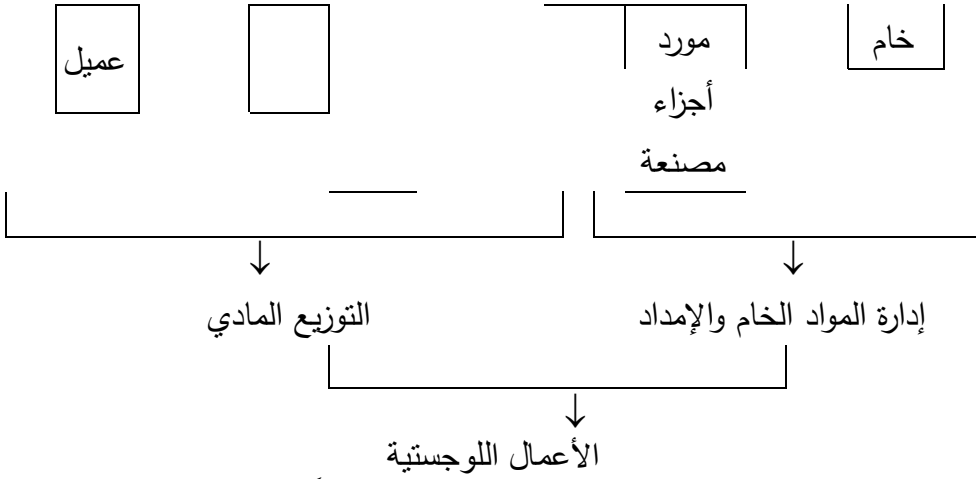 خام
مورد
أجزاء
مصنعة
عميل
إدارة المواد الخام والإمداد
التوزيع المادي
الأعمال اللوجستية